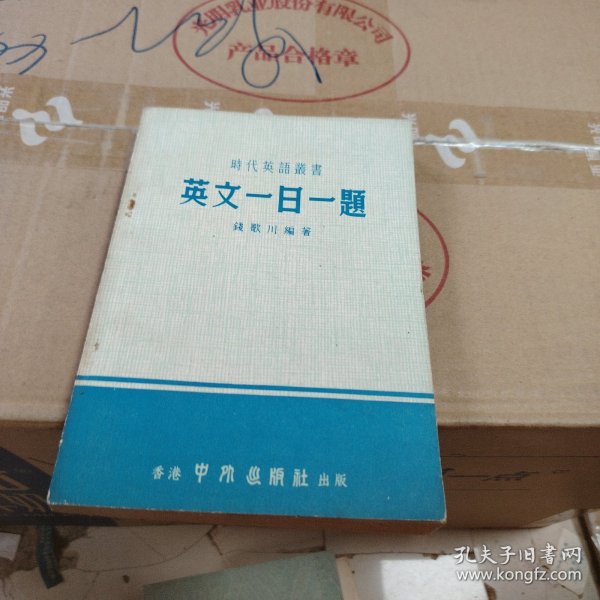 光明乳业股份有限公司
产品合格章
時代英語叢書
英文一日一題
錢歌川編著
香港 中外出版社 出版
孔夫子旧书网
www.kongfz.com